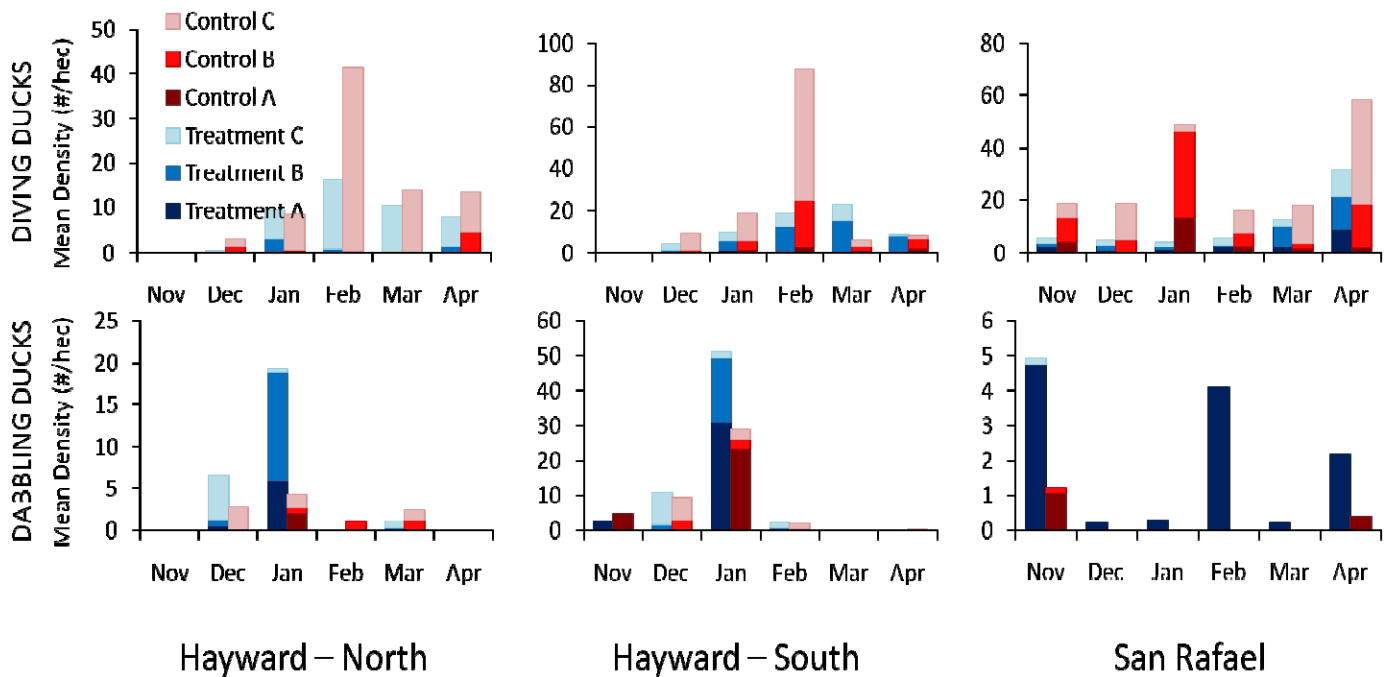 DIVING DUCKS
Mean Density (#/hec)
50
40
30
20
10
0
Control C
Control B
Control A
Treatment C
Treatment B
Treatment A
Nov Dec Jan Feb Mar Apr
100
80
60
40
20
0
Nov Dec Jan Feb Mar Apr
80
60
40
20
0
Nov Dec Jan Feb Mar Apr
DA3BLING DUCKS
Mean Density (#/hec)
25
20
15
10
5
0
Nov Dec Jan Feb Mar Apr
60
50
40
30
20
10
0
Nov Dec Jan Feb Mar Apr
6
5
4
3
2
1
0
Nov Dec Jan Feb Mar Apr
Hayward – North
Hayward – South
San Rafael